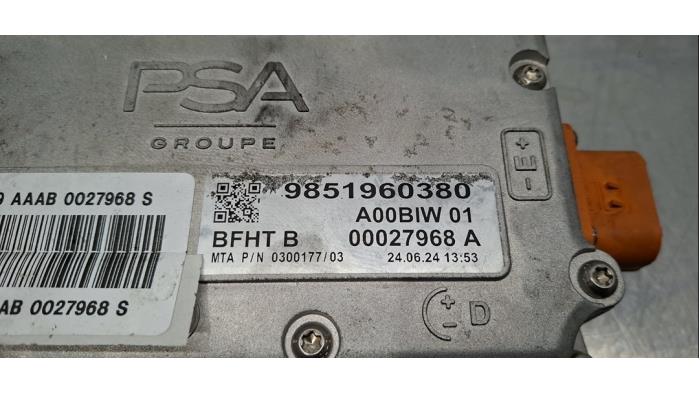 PSA
GROUPE
9 AAAB 0027968 S
AB 0027968 S
9851960380
A00BIW 01
BFHT B 00027968 A
MTA P/N 0300177/03 24.06.24 13:53
+ E -
+ - D